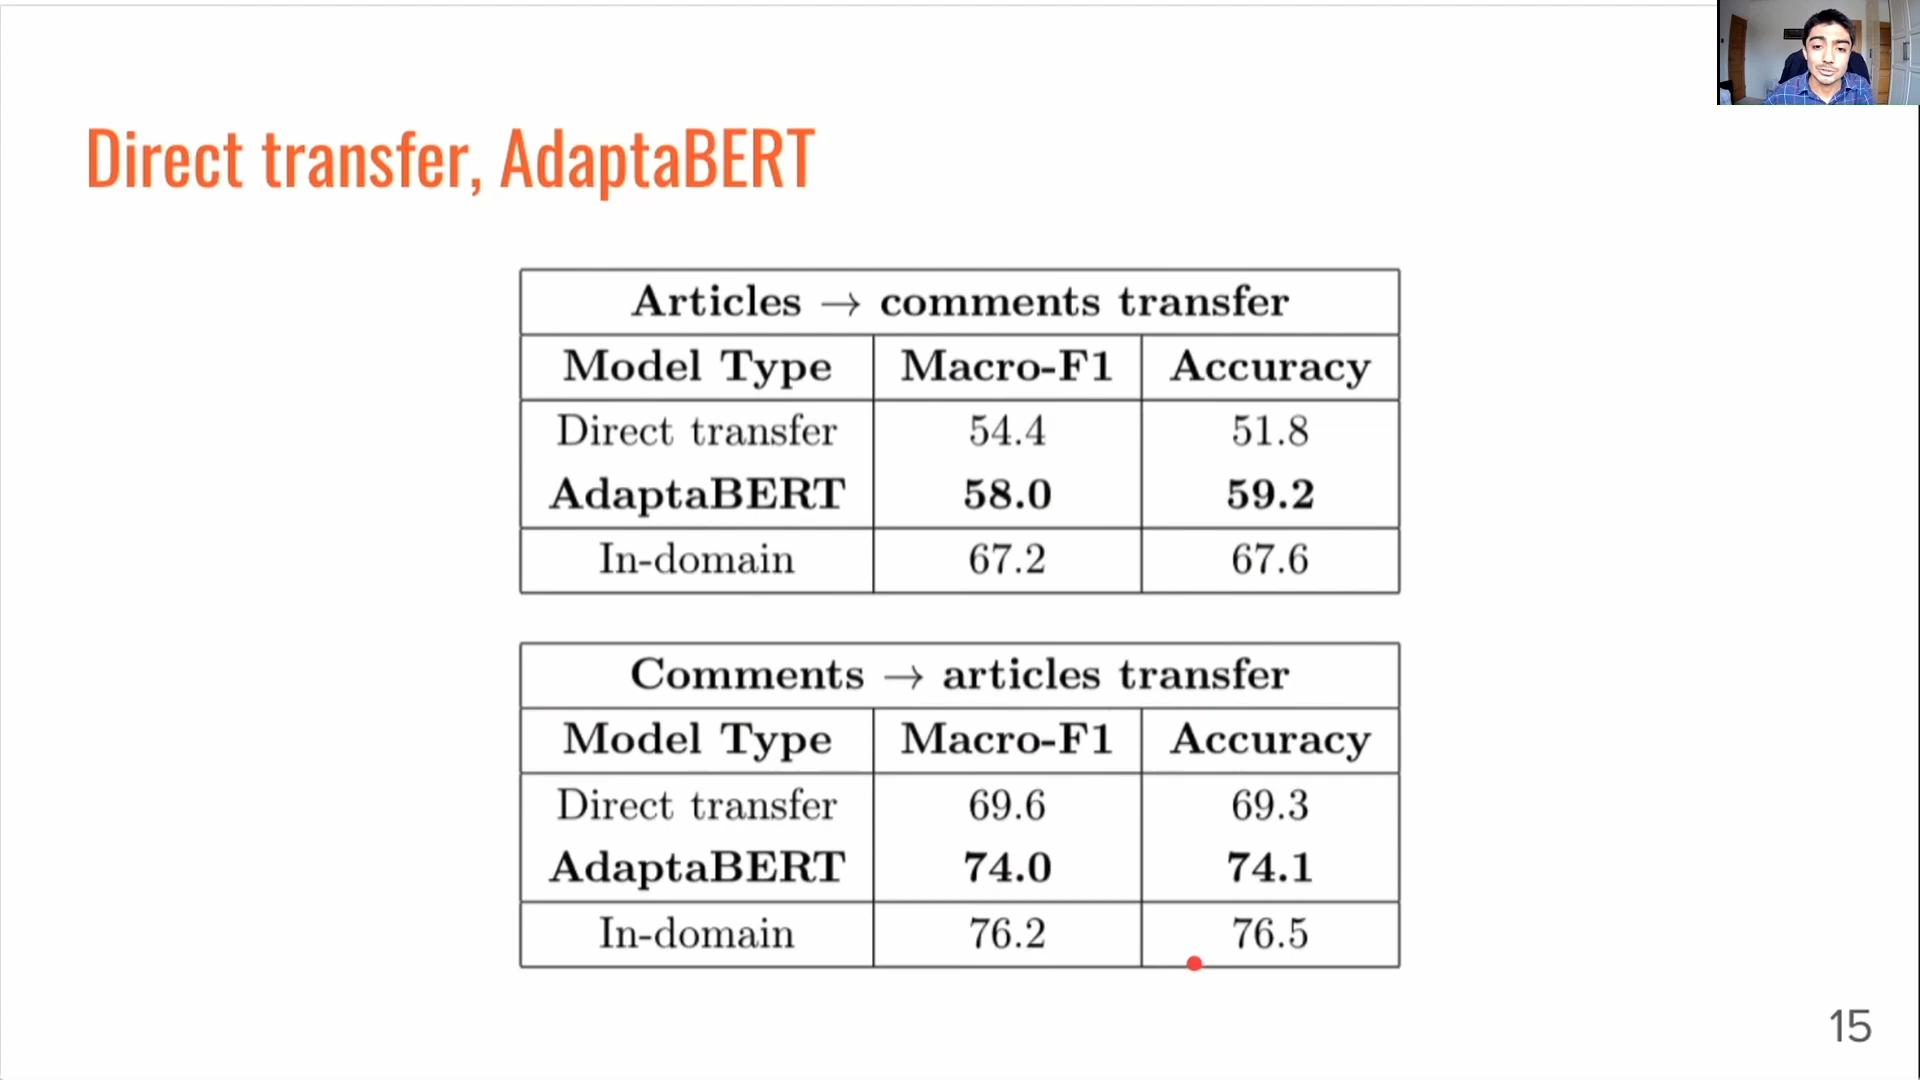 Direct transfer, AdaptaBERT
Articles → comments transfer
Model Type Macro-F1 Accuracy
Direct transfer 54.4 51.8
AdaptaBERT 58.0 59.2
In-domain 67.2 67.6
Comments → articles transfer
Model Type Macro-F1 Accuracy
Direct transfer 69.6 69.3
AdaptaBERT 74.0 74.1
In-domain 76.2 76.5
15